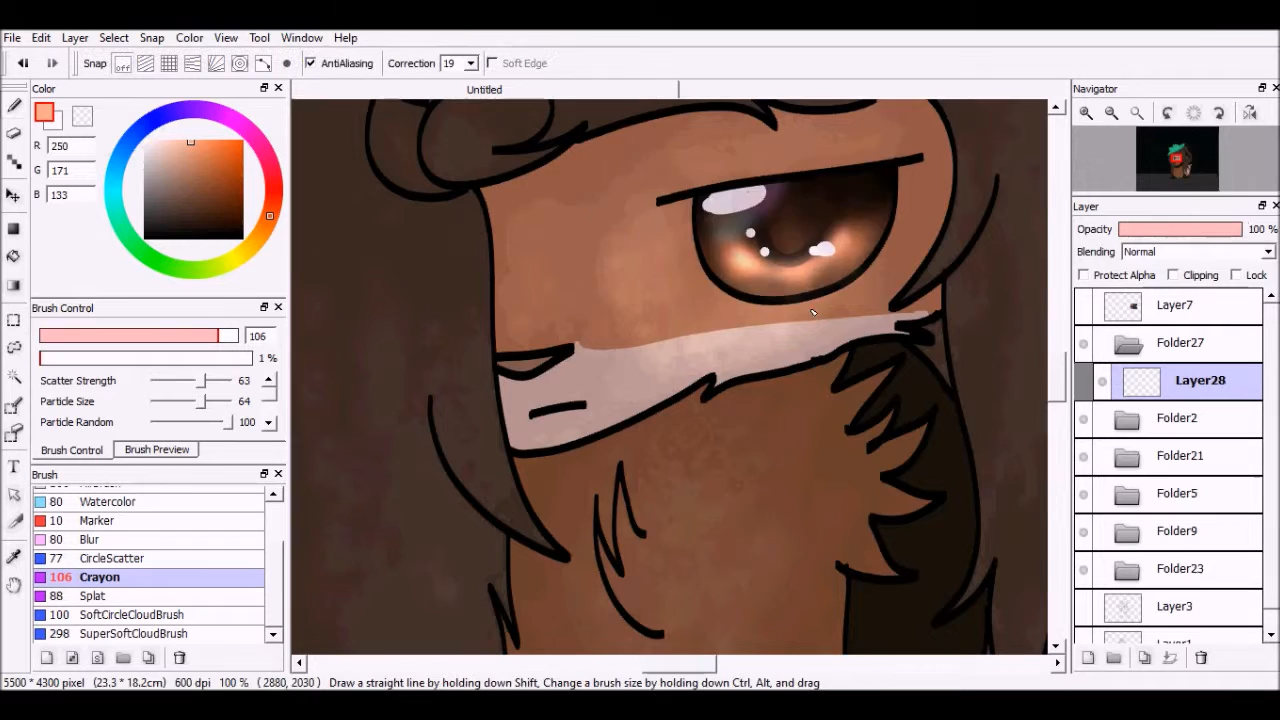 File Edit Layer Select Snap Color View Tool Window Help
Snap off AntiAliasing Correction 19 Soft Edge
Color
R 250
G 171
B 133
Brush Control
106
1 %
Scatter Strength 63
Particle Size 64
Particle Random 100
Brush Control Brush Preview
Brush
80 Watercolor
10 Marker
80 Blur
77 CircleScatter
106 Crayon
88 Splat
100 SoftCircleCloudBrush
298 SuperSoftCloudBrush
Untitled
Navigator
Layer
Opacity 100 %
Blending Normal
Protect Alpha Clipping Lock
Layer7
Folder27
Layer28
Folder2
Folder21
Folder5
Folder9
Folder23
Layer3
5500 * 4300 pixel (23.3 * 18.2cm) 600 dpi 100 % ( 2880, 2030 ) Draw a straight line by holding down Shift, Change a brush size by holding down Ctrl, Alt, and drag